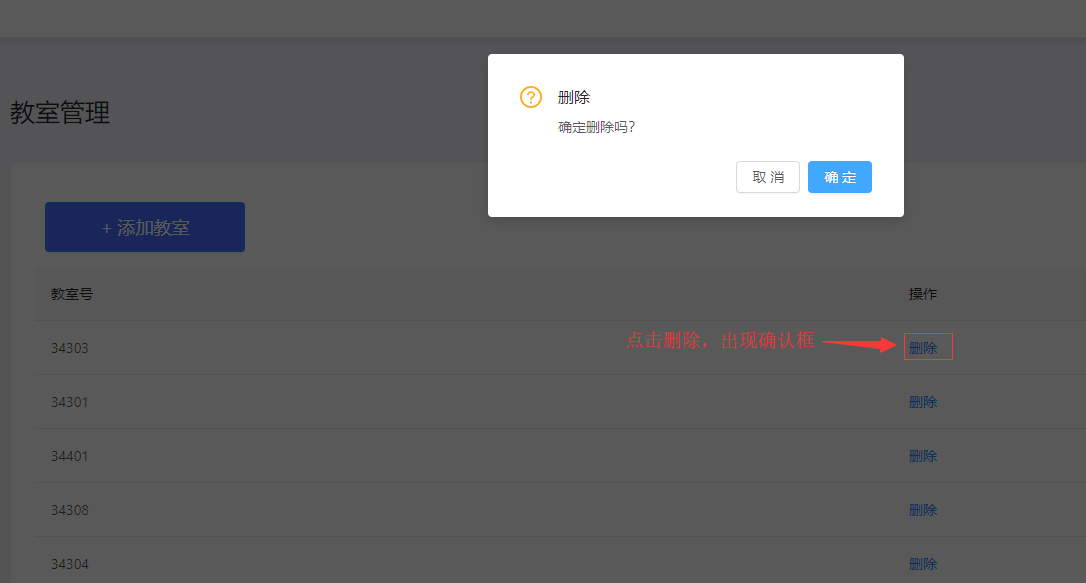 删除
确定删除吗?
取 消
确 定
教室管理
+ 添加教室
教室号
操作
34303
点击删除，出现确认框
删除
34301
删除
34401
删除
34308
删除
34304
删除